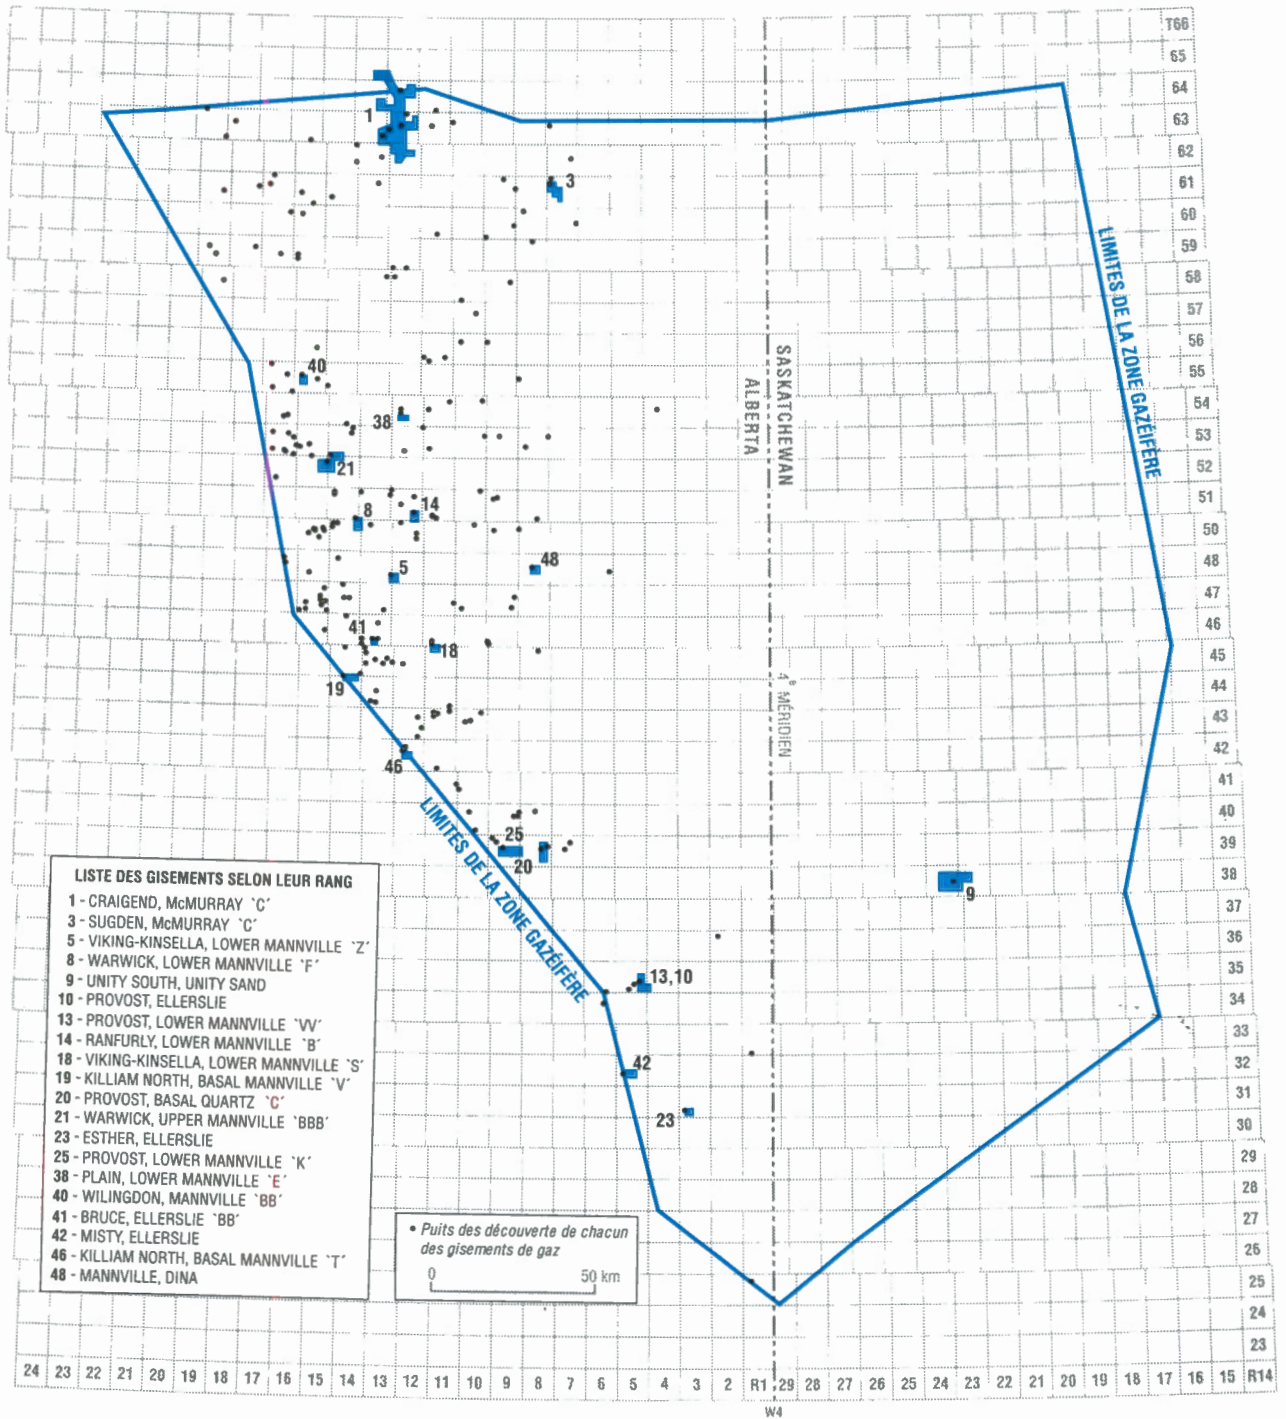 T66
65
64
63
62
61
60
59
58
57
56
55
54
53
52
51
50
48
47
46
45
44
43
42
41
40
39
38
37
36
35
34
33
32
31
30
29
28
27
26
25
24
23
1
3
40
38
21
8
14
5
48
41
18
19
46
25
20
9
13,10
42
23
LIMITES DE LA ZONE GAZÉIFÈRE
LIMITES DE LA ZONE GAZÉIFÈRE
ALBERTA
SASKATCHEWAN
4e MÉRIDIEN
LISTE DES GISEMENTS SELON LEUR RANG
1 - CRAIGEND, McMURRAY `C´
3 - SUGDEN, McMURRAY `C´
5 - VIKING-KINSELLA, LOWER MANNVILLE `Z´
8 - WARWICK, LOWER MANNVILLE `F´
9 - UNITY SOUTH, UNITY SAND
10 - PROVOST, ELLERSLIE
13 - PROVOST, LOWER MANNVILLE `VV´
14 - RANFURLY, LOWER MANNVILLE `B´
18 - VIKING-KINSELLA, LOWER MANNVILLE `S´
19 - KILLIAM NORTH, BASAL MANNVILLE `V´
20 - PROVOST, BASAL QUARTZ `C´
21 - WARWICK, UPPER MANNVILLE `BBB´
23 - ESTHER, ELLERSLIE
25 - PROVOST, LOWER MANNVILLE `K´
38 - PLAIN, LOWER MANNVILLE `E´
40 - WILINGDON, MANNVILLE `BB´
41 - BRUCE, ELLERSLIE `BB´
42 - MISTY, ELLERSLIE
46 - KILLIAM NORTH, BASAL MANNVILLE `T´
48 - MANNVILLE, DINA
• Puits des découverte de chacun
des gisements de gaz
0 50 km
24 23 22 21 20 19 18 17 16 15 14 13 12 11 10 9 8 7 6 5 4 3 2 R1 29 28 27 26 25 24 23 22 21 20 19 18 17 16 15 R14
W4